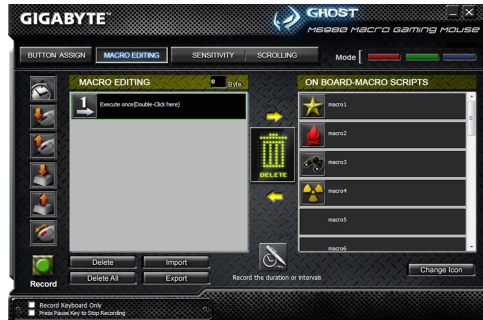 GIGABYTE™
GHOST
M6980 MACRO GAMING MOUSE
BUTTON ASSIGN
MACRO EDITING
SENSITIVITY
SCROLLING
Mode
MACRO EDITING
0
Byte
ON BOARD-MACRO SCRIPTS
1
Execute once(Double-Click here)
macro1
macro2
macro3
macro4
macro5
macro6
DELETE
Delete
Import
Delete All
Export
Record
Record the duration or intervals
Change Icon
Record Keyboard Only
Press Pause Key to Stop Recording